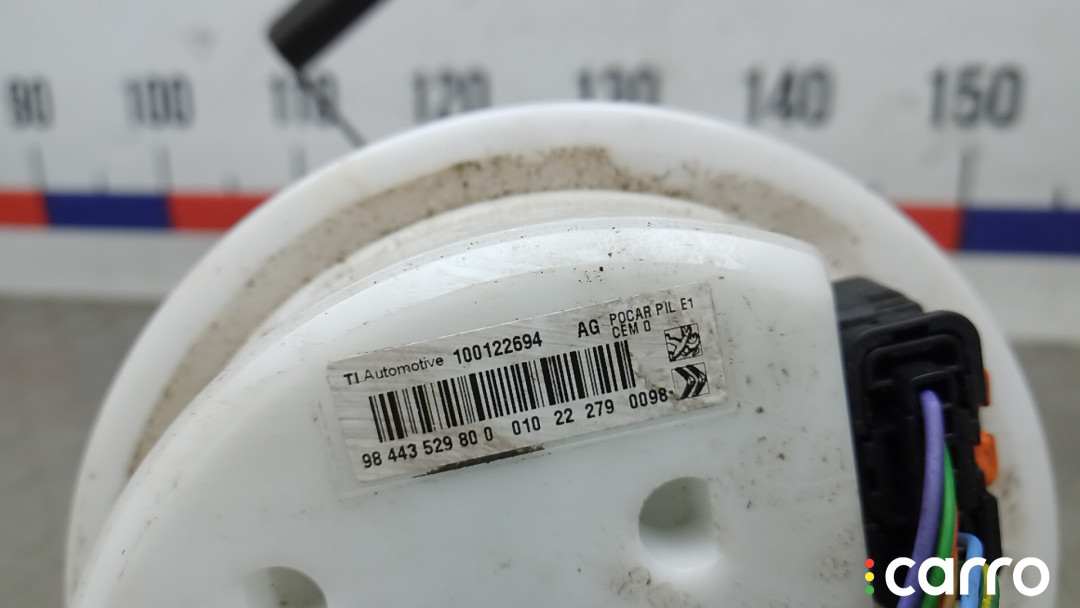 90 100 110 120 130 140 150
TI Automotive 100122694 AG POCAR PIL E1
CEM 0
98 443 529 80 0 010 22 279 0098
carro